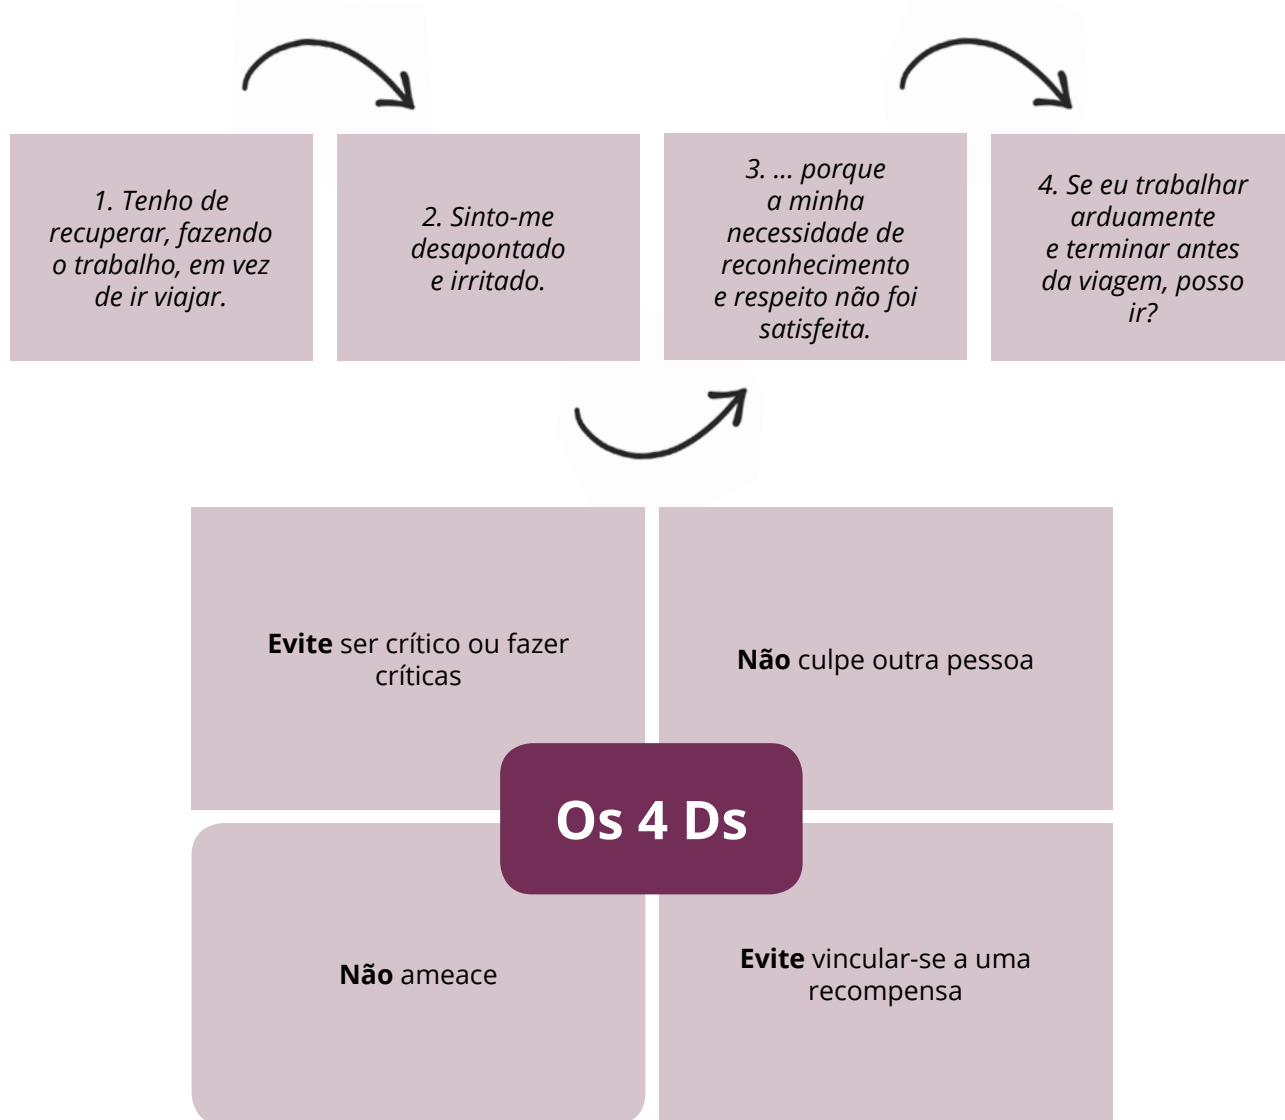 1. Tenho de
recuperar, fazendo
o trabalho, em vez
de ir viajar.
2. Sinto-me
desapontado
e irritado.
3. ... porque
a minha
necessidade de
reconhecimento
e respeito não foi
satisfeita.
4. Se eu trabalhar
arduamente
e terminar antes
da viagem, posso
ir?
Evite ser crítico ou fazer
críticas
Não culpe outra pessoa
Os 4 Ds
Não ameace
Evite vincular-se a uma
recompensa